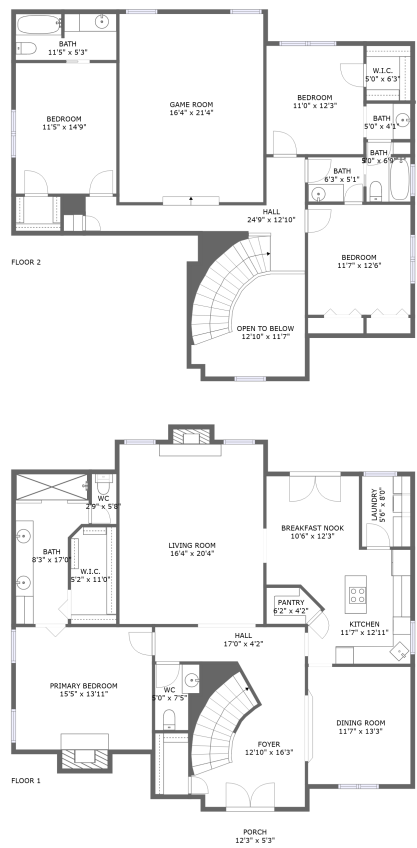 BATH
11'5" x 5'3"
W.I.C.
5'0" x 6'3"
BEDROOM
11'0" x 12'3"
GAME ROOM
16'4" x 21'4"
BEDROOM
11'5" x 14'9"
BATH
5'0" x 4'1"
BATH
5'0" x 6'9"
BATH
6'3" x 5'1"
HALL
24'9" x 12'10"
BEDROOM
11'7" x 12'6"
FLOOR 2
OPEN TO BELOW
12'10" x 11'7"
WC
2'9" x 5'8"
LAUNDRY
5'6" x 8'0"
BREAKFAST NOOK
10'6" x 12'3"
LIVING ROOM
16'4" x 20'4"
BATH
8'3" x 17'0"
W.I.C.
5'2" x 11'0"
PANTRY
6'2" x 4'2"
KITCHEN
11'7" x 12'11"
HALL
17'0" x 4'2"
PRIMARY BEDROOM
15'5" x 13'11"
WC
5'0" x 7'5"
DINING ROOM
11'7" x 13'3"
FOYER
12'10" x 16'3"
FLOOR 1
PORCH
12'3" x 5'3"